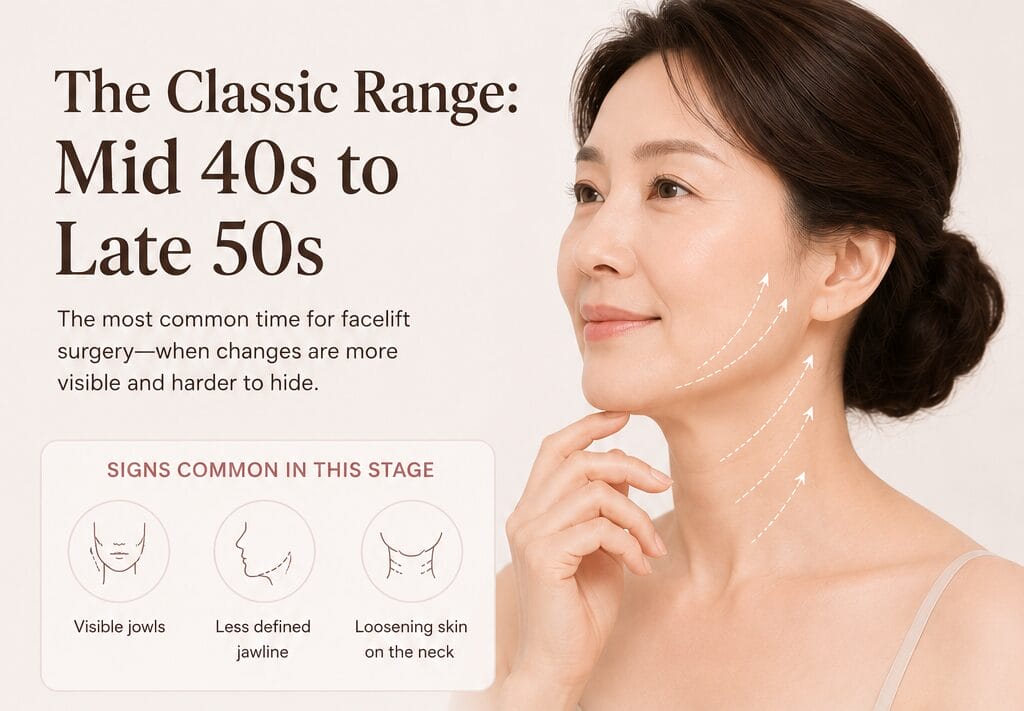 The Classic Range:
Mid 40s to
Late 50s
The most common time for facelift
surgery—when changes are more
visible and harder to hide.
SIGNS COMMON IN THIS STAGE
Visible jowls
Less defined
jawline
Loosening skin
on the neck